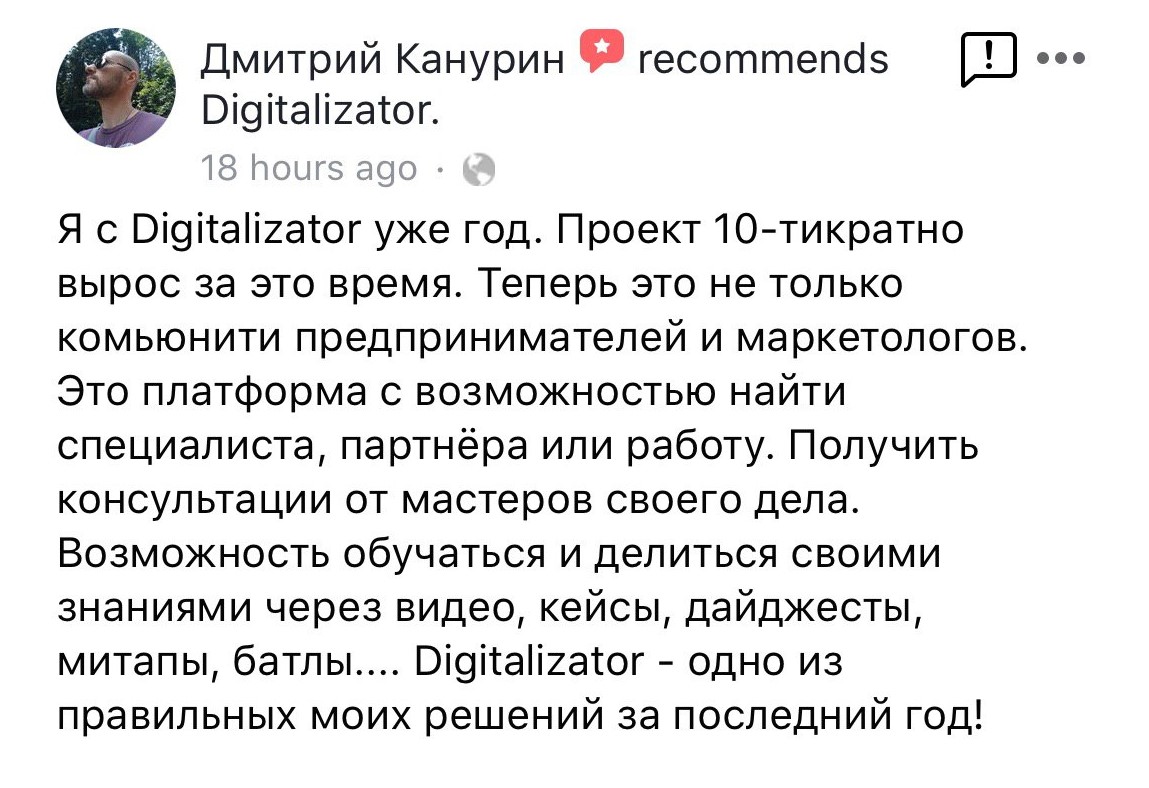 Дмитрий Канурин recommends
Digitalizator.
18 hours ago ·
Я с Digitalizator уже год. Проект 10-тикратно
вырос за это время. Теперь это не только
комьюнити предпринимателей и маркетологов.
Это платформа с возможностью найти
специалиста, партнёра или работу. Получить
консультации от мастеров своего дела.
Возможность обучаться и делиться своими
знаниями через видео, кейсы, дайджесты,
митапы, батлы.... Digitalizator - одно из
правильных моих решений за последний год!